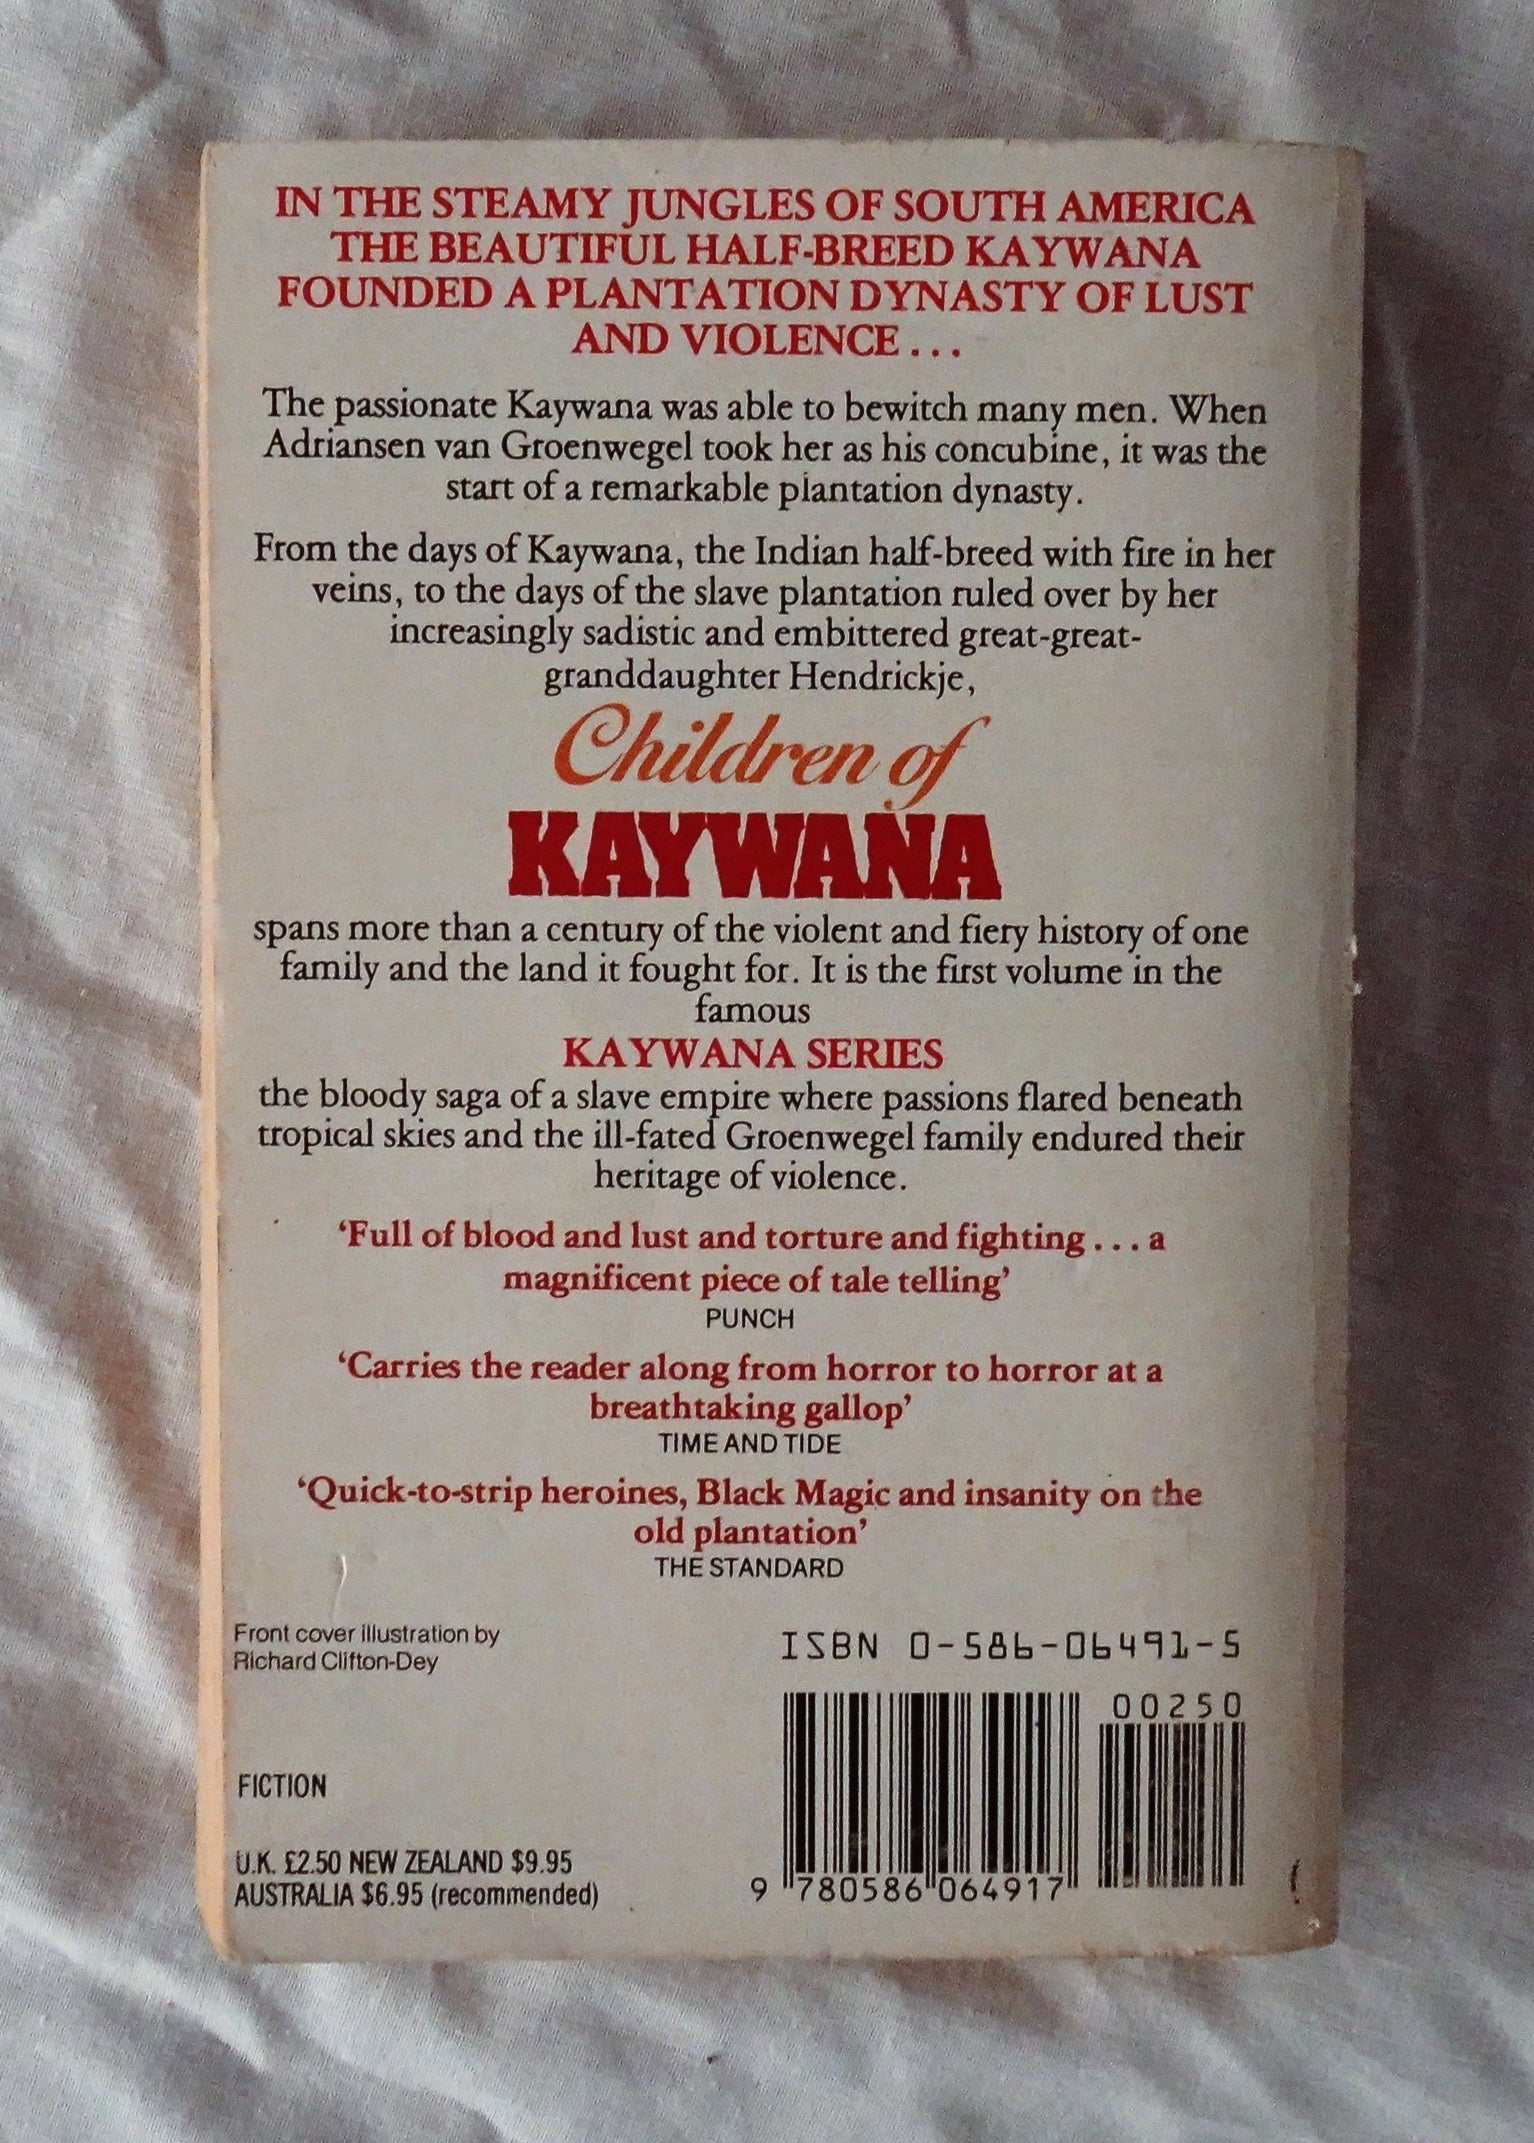 IN THE STEAMY JUNGLES OF SOUTH AMERICA
THE BEAUTIFUL HALF-BREED KAYWANA
FOUNDED A PLANTATION DYNASTY OF LUST
AND VIOLENCE . . .
The passionate Kaywana was able to bewitch many men. When
Adriansen van Groenwegel took her as his concubine, it was the
start of a remarkable plantation dynasty.
From the days of Kaywana, the Indian half-breed with fire in her
veins, to the days of the slave plantation ruled over by her
increasingly sadistic and embittered great-great-
granddaughter Hendrickje,
Children of
KAYWANA
spans more than a century of the violent and fiery history of one
family and the land it fought for. It is the first volume in the
famous
KAYWANA SERIES
the bloody saga of a slave empire where passions flared beneath
tropical skies and the ill-fated Groenwegel family endured their
heritage of violence.
‘Full of blood and lust and torture and fighting . . . a
magnificent piece of tale telling’
PUNCH
‘Carries the reader along from horror to horror at a
breathtaking gallop’
TIME AND TIDE
‘Quick-to-strip heroines, Black Magic and insanity on the
old plantation’
THE STANDARD
Front cover illustration by
Richard Clifton-Dey
ISBN 0-586-06491-5
00250
FICTION
U.K. £2.50 NEW ZEALAND $9.95
AUSTRALIA $6.95 (recommended)
9 780586 064917